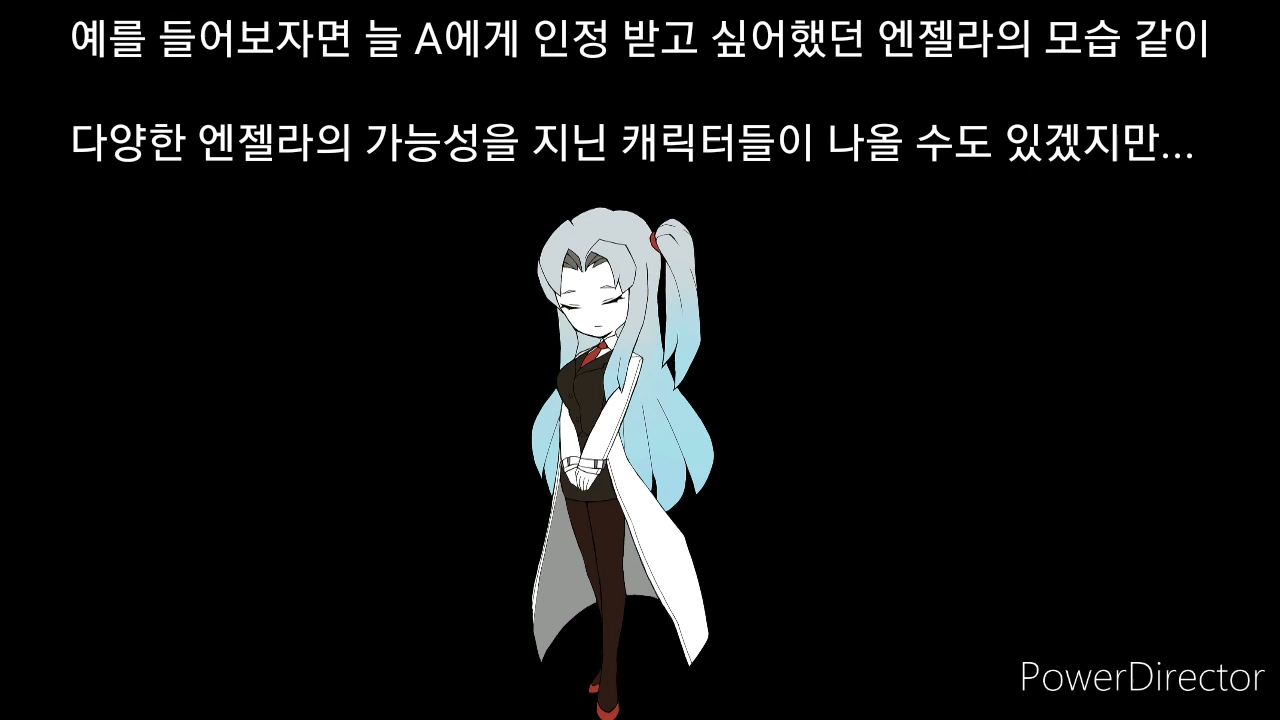 예를 들어보자면 늘 A에게 인정 받고 싶어했던 엔젤라의 모습 같이
다양한 엔젤라의 가능성을 지닌 캐릭터들이 나올 수도 있겠지만...
PowerDirector